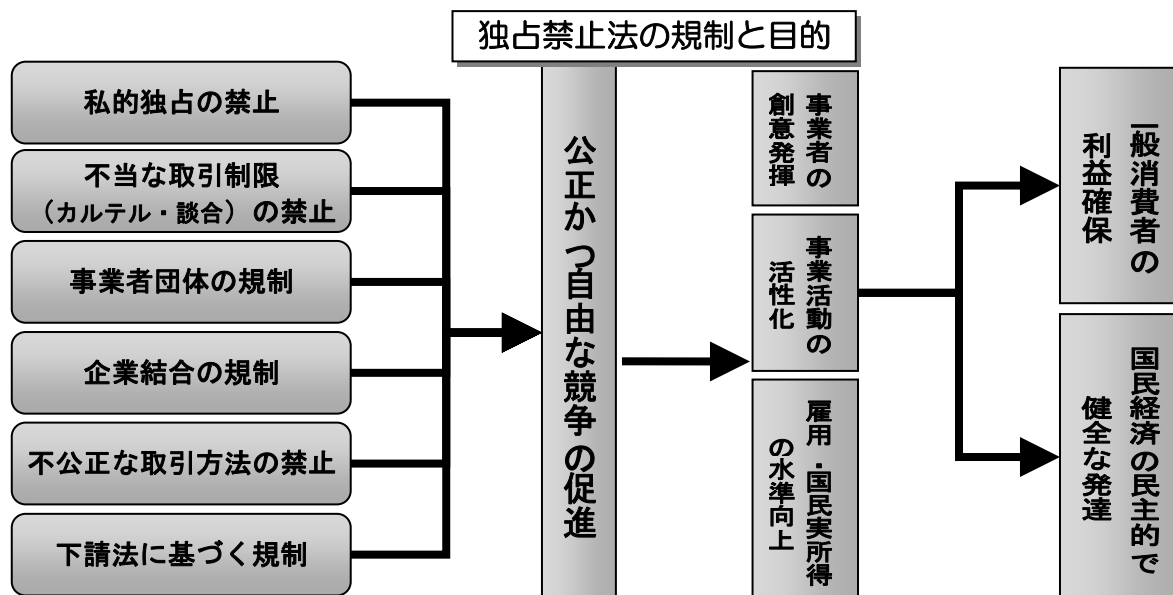 独占禁止法の規制と目的
私的独占の禁止
不当な取引制限
（カルテル・談合）の禁止
事業者団体の規制
企業結合の規制
不公正な取引方法の禁止
下請法に基づく規制
公正かつ自由な競争の促進
事業者の
創意発揮
事業活動の
活性化
雇用・国民実所得
の水準向上
一般消費者の
利益確保
国民経済の民主的で
健全な発達